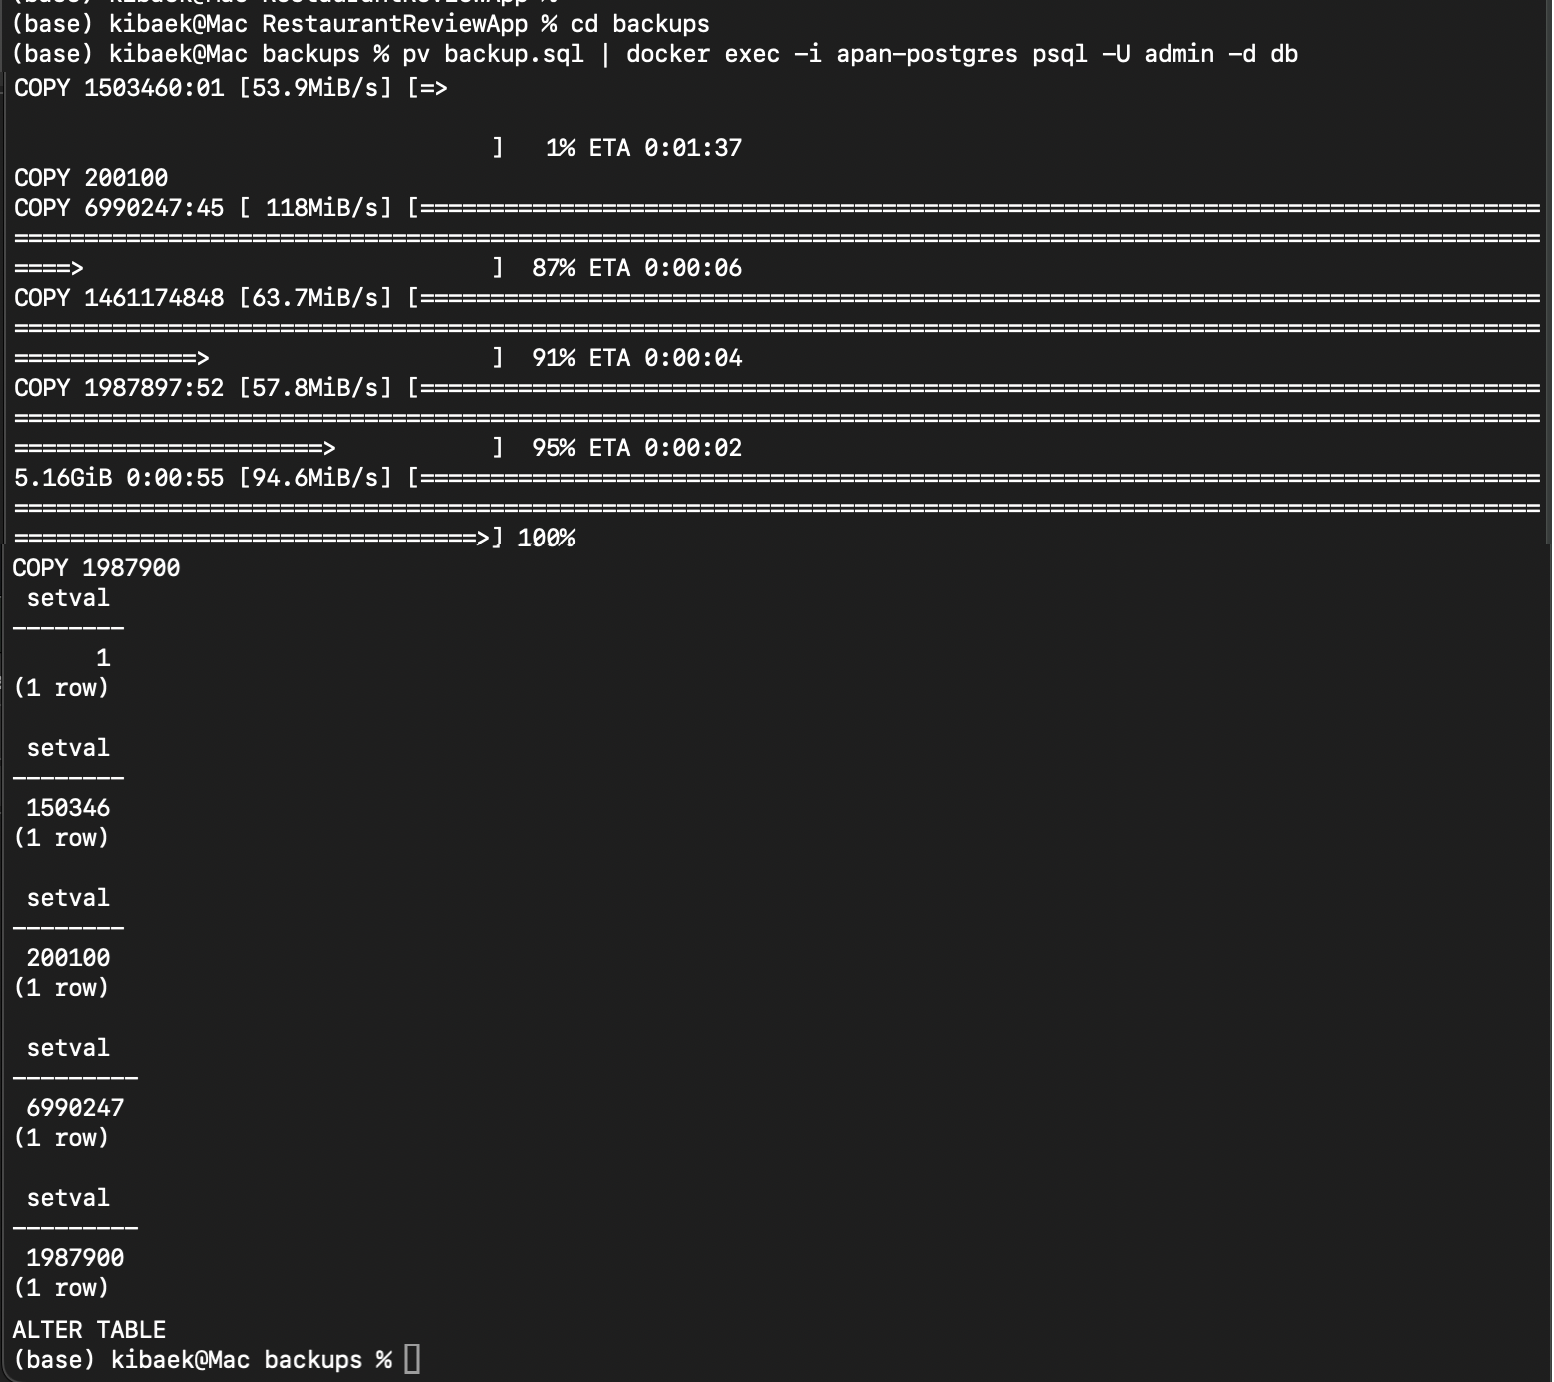 (base) kibaek@Mac RestaurantReviewApp %
(base) kibaek@Mac RestaurantReviewApp % cd backups
(base) kibaek@Mac backups % pv backup.sql | docker exec -i apan-postgres psql -U admin -d db
COPY 1503460:01 [53.9MiB/s] [=>
]   1% ETA 0:01:37
COPY 200100
COPY 6990247:45 [ 118MiB/s] [================================================================================
=============================================================================================================
=====>                             ]  87% ETA 0:00:06
COPY 1461174848 [63.7MiB/s] [================================================================================
=============================================================================================================
=============>                     ]  91% ETA 0:00:04
COPY 1987897:52 [57.8MiB/s] [================================================================================
=============================================================================================================
======================>            ]  95% ETA 0:00:02
5.16GiB 0:00:55 [94.6MiB/s] [================================================================================
=============================================================================================================
=================================>] 100%
COPY 1987900
 setval
--------
      1
(1 row)

 setval
--------
 150346
(1 row)

 setval
--------
 200100
(1 row)

 setval
---------
 6990247
(1 row)

 setval
---------
 1987900
(1 row)

ALTER TABLE
(base) kibaek@Mac backups %